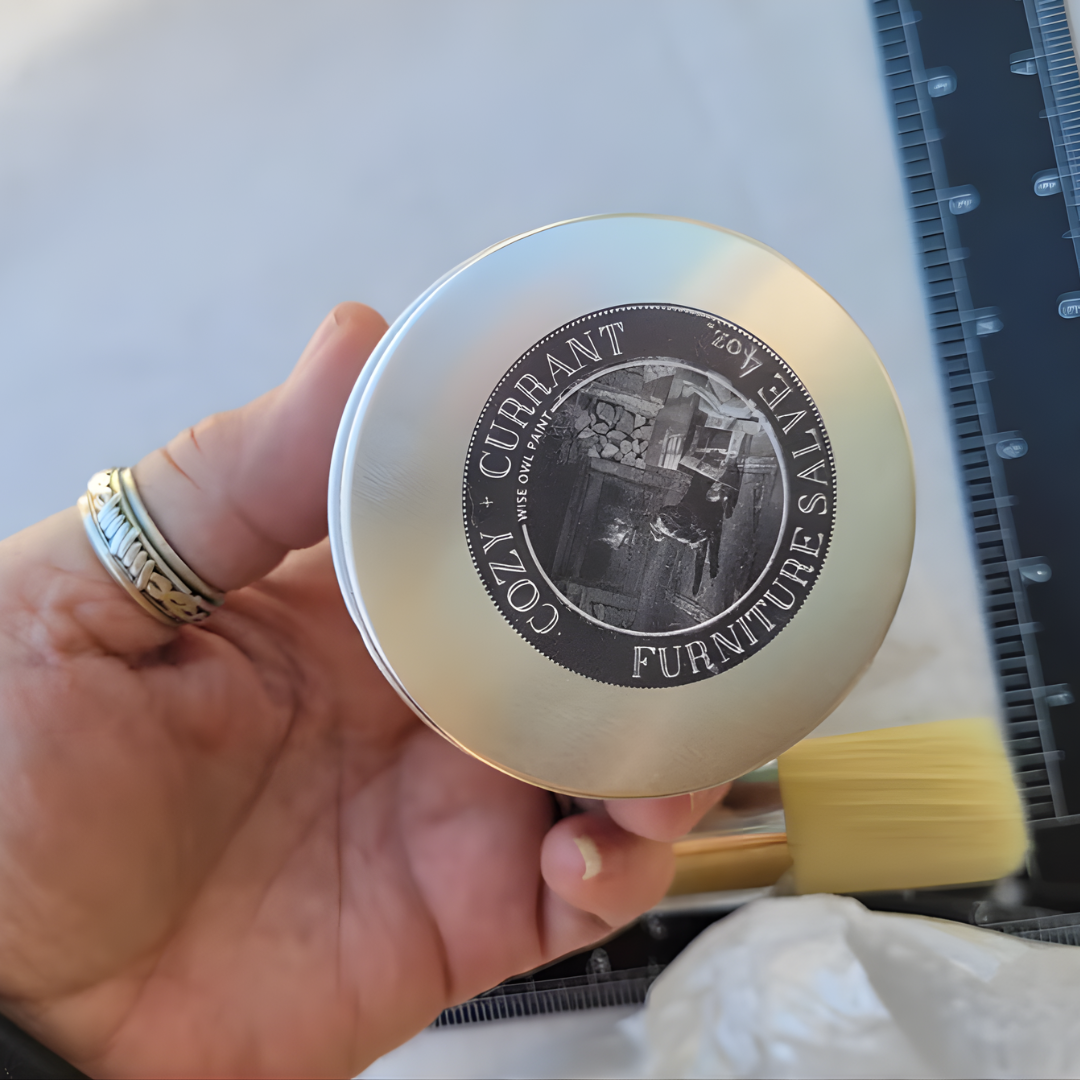 COZY + CURRANT
WISE OWL PAINT
FURNITURE SALVE 4oz